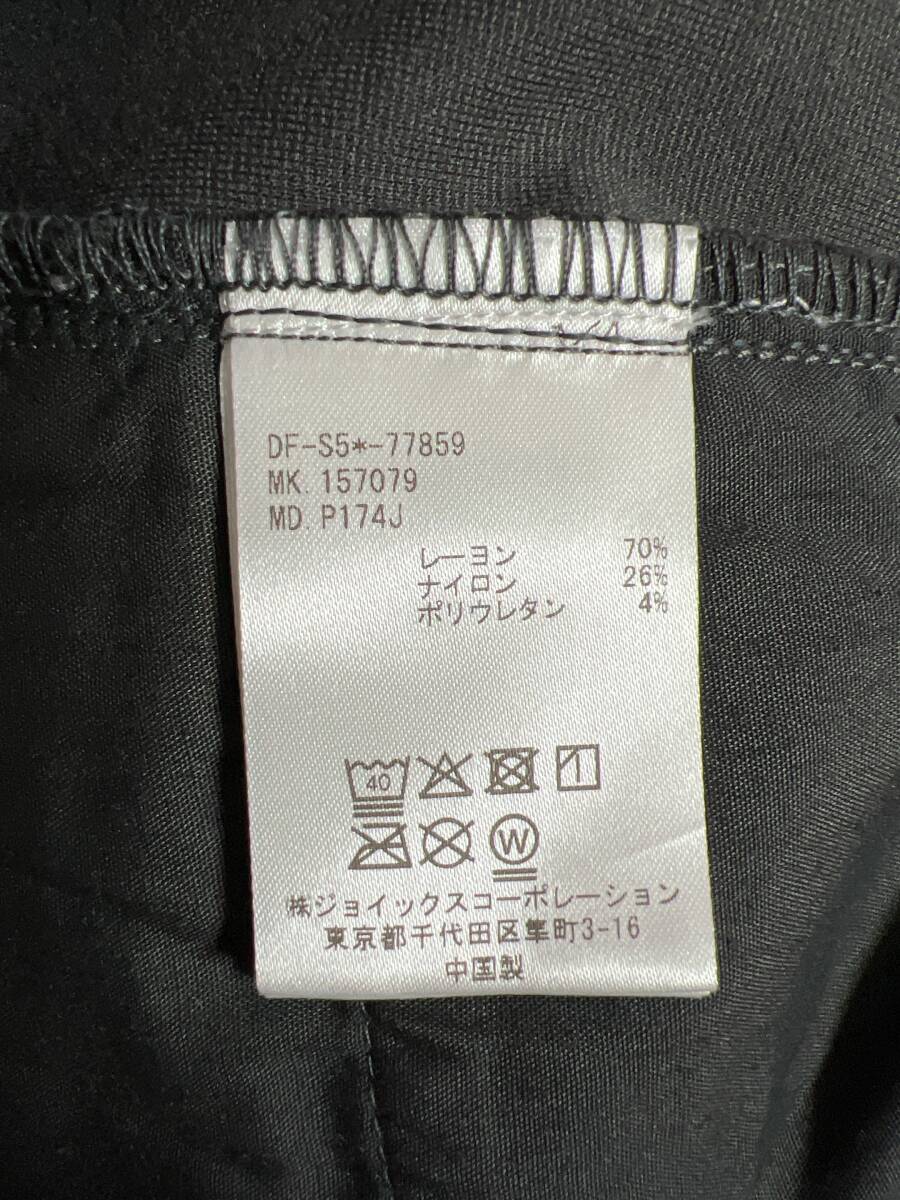 DF-S5*-77859
MK. 157079
MD. P174J
レーヨン 70%
ナイロン 26%
ポリウレタン 4%
40
W
㈱ジョイックスコーポレーション
東京都千代田区隼町3-16
中国製